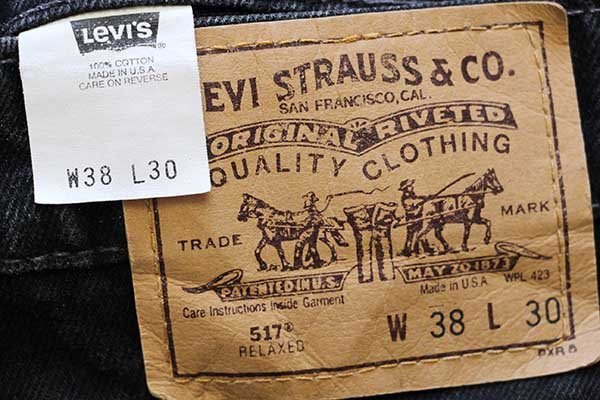 Levi's
100% COTTON
MADE IN U.S.A
CARE ON REVERSE
W38 L30
EVI STRAUSS & CO.
SAN FRANCISCO, CAL.
ORIGINAL RIVETED
QUALITY CLOTHING
TRADE MARK
PATENTED IN U.S. MAY 20 1873
Care Instructions Inside Garment
Made in U.S.A WPL 423
517®
RELAXED
W 38 L 30